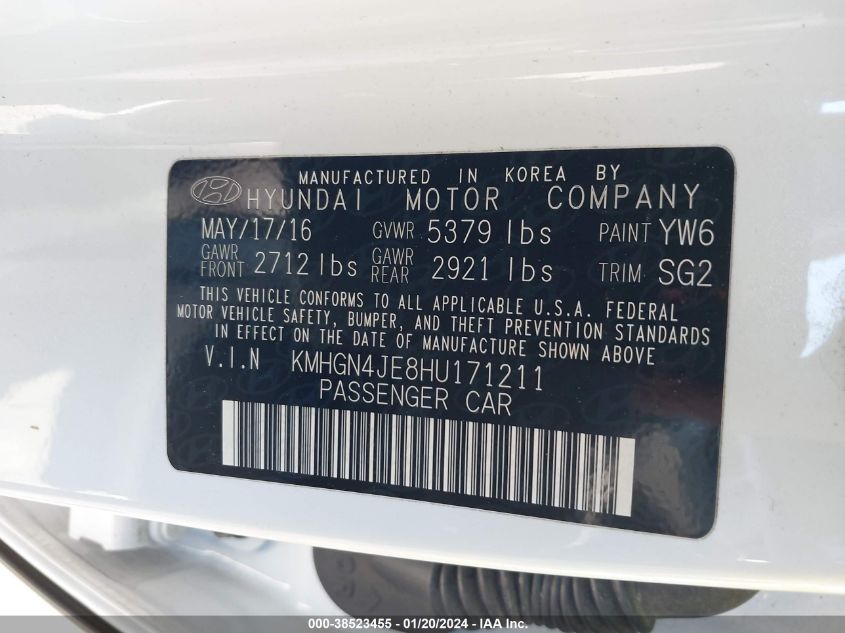 MANUFACTURED IN KOREA BY
HYUNDAI MOTOR COMPANY
MAY/17/16 GVWR 5379 lbs PAINT YW6
GAWR FRONT 2712 lbs GAWR REAR 2921 lbs TRIM SG2
THIS VEHICLE CONFORMS TO ALL APPLICABLE U.S.A. FEDERAL
MOTOR VEHICLE SAFETY, BUMPER, AND THEFT PREVENTION STANDARDS
IN EFFECT ON THE DATE OF MANUFACTURE SHOWN ABOVE
V.I.N KMHGN4JE8HU171211
PASSENGER CAR
000-38523455 - 01/20/2024 - WWW.IAAI.COM